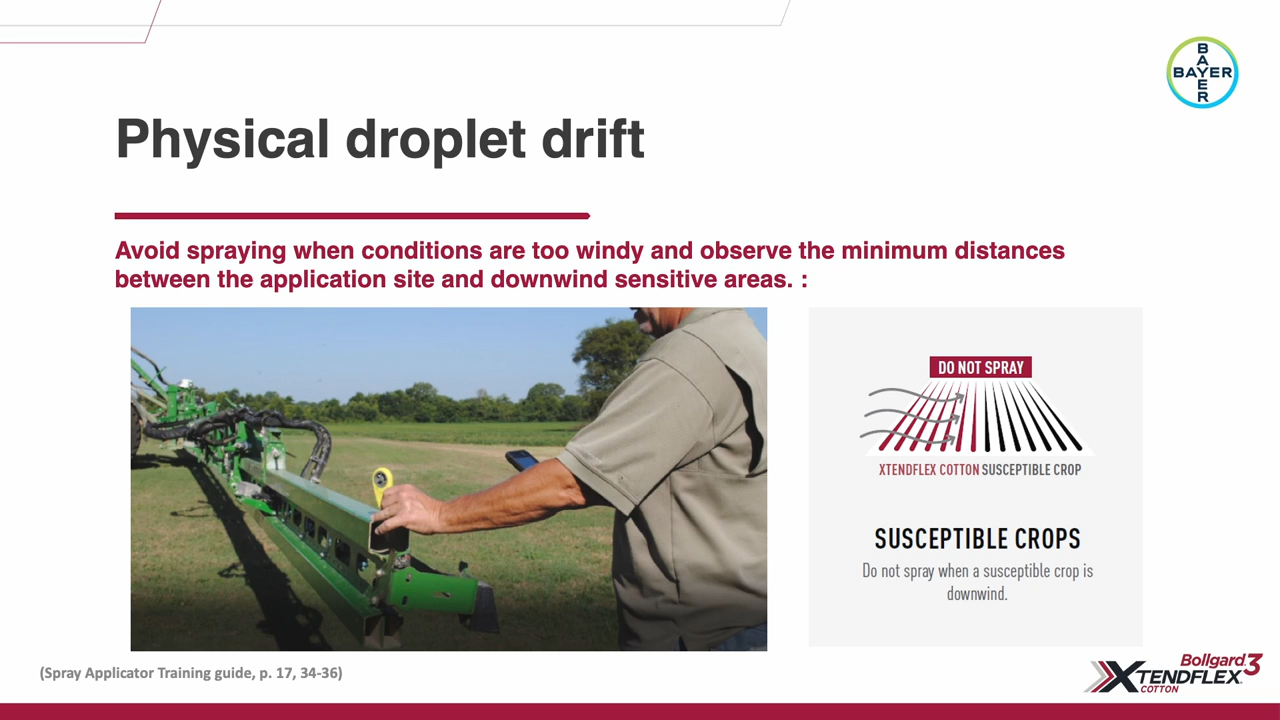 BAYER
BAYER
Physical droplet drift
Avoid spraying when conditions are too windy and observe the minimum distances
between the application site and downwind sensitive areas. :
DO NOT SPRAY
XTENDFLEX COTTON SUSCEPTIBLE CROP
SUSCEPTIBLE CROPS
Do not spray when a susceptible crop is
downwind.
(Spray Applicator Training guide, p. 17, 34-36)
Bollgard 3
XTENDFLEX
COTTON